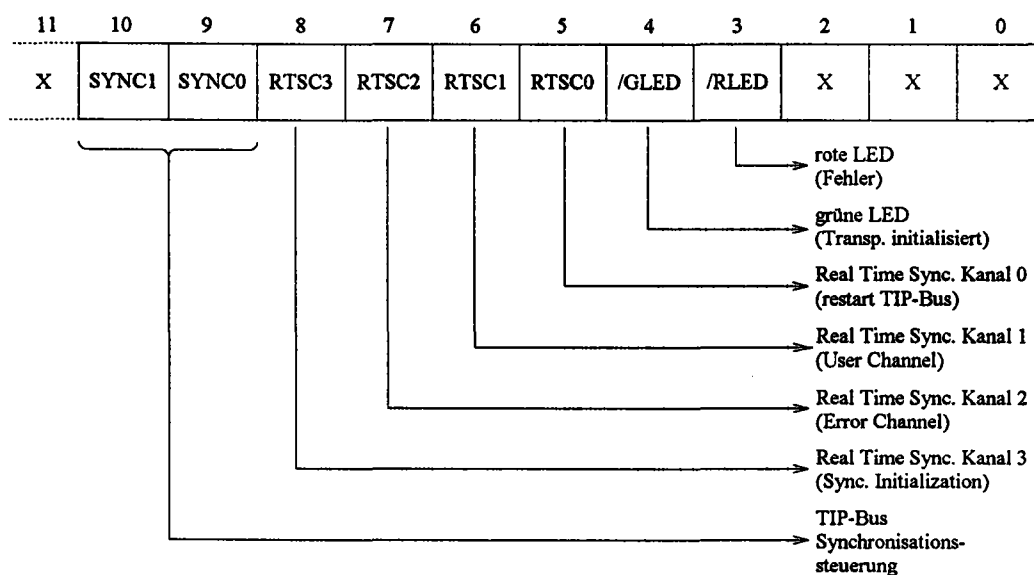 11 10 9 8 7 6 5 4 3 2 1 0
X SYNC1 SYNC0 RTSC3 RTSC2 RTSC1 RTSC0 /GLED /RLED X X X
rote LED
(Fehler)
grüne LED
(Transp. initialisiert)
Real Time Sync. Kanal 0
(restart TIP-Bus)
Real Time Sync. Kanal 1
(User Channel)
Real Time Sync. Kanal 2
(Error Channel)
Real Time Sync. Kanal 3
(Sync. Initialization)
TIP-Bus
Synchronisations-
steuerung